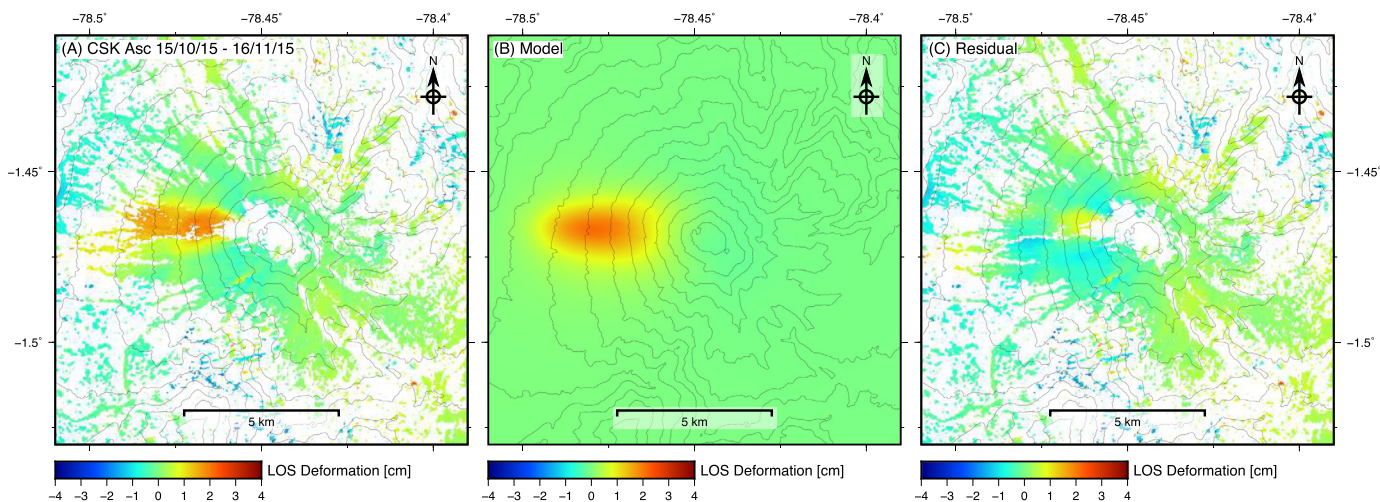 −78.5˚ −78.45˚ −78.4˚ −78.5˚ −78.45˚ −78.4˚ −78.5˚ −78.45˚ −78.4˚
(A) CSK Asc 15/10/15 - 16/11/15 (B) Model (C) Residual
N N N
−1.45˚ −1.45˚
−1.5˚ −1.5˚
5 km 5 km 5 km
LOS Deformation [cm] LOS Deformation [cm] LOS Deformation [cm]
−4 −3 −2 −1 0 1 2 3 4 −4 −3 −2 −1 0 1 2 3 4 −4 −3 −2 −1 0 1 2 3 4